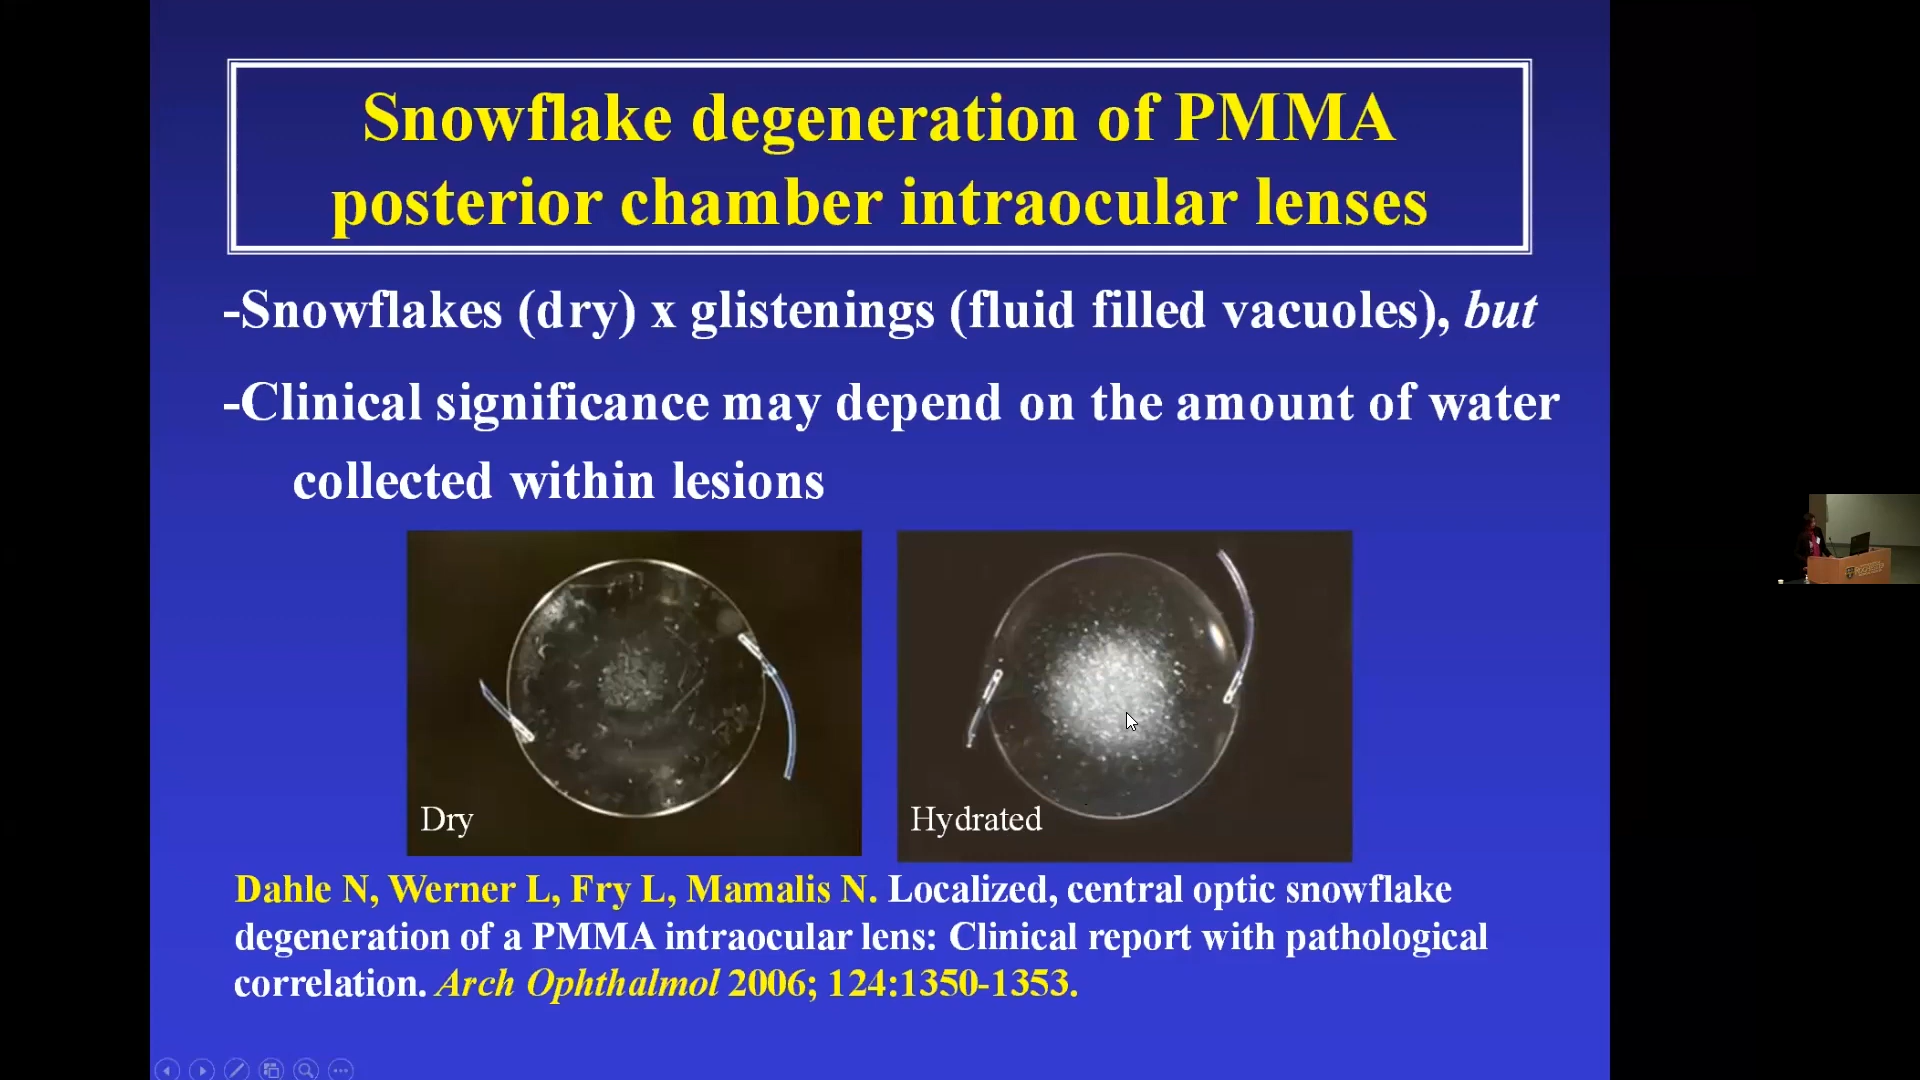 Snowflake degeneration of PMMA
posterior chamber intraocular lenses
-Snowflakes (dry) x glistenings (fluid filled vacuoles), but
-Clinical significance may depend on the amount of water
collected within lesions
Dry
Hydrated
Dahle N, Werner L, Fry L, Mamalis N. Localized, central optic snowflake
degeneration of a PMMA intraocular lens: Clinical report with pathological
correlation. Arch Ophthalmol 2006; 124:1350-1353.